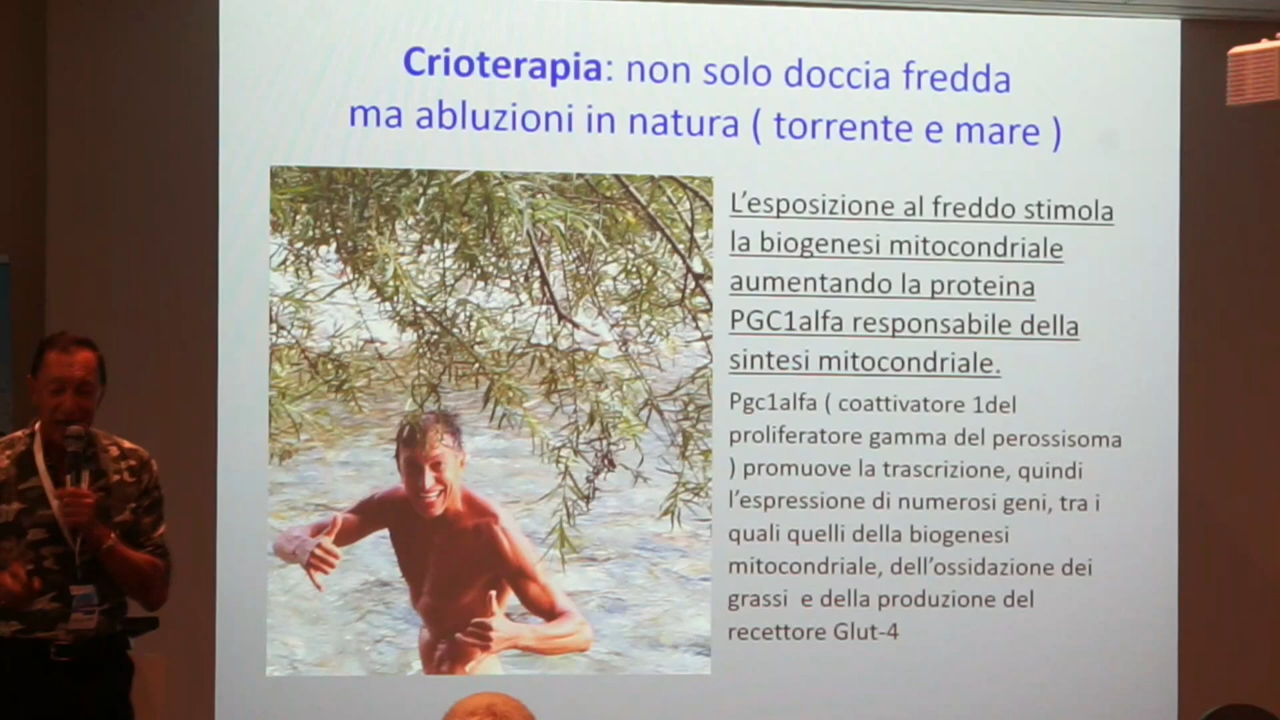 Crioterapia: non solo doccia fredda
ma abluzioni in natura ( torrente e mare )
L'esposizione al freddo stimola
la biogenesi mitocondriale
aumentando la proteina
PGC1alfa responsabile della
sintesi mitocondriale.
Pgc1alfa ( coattivatore 1del
proliferatore gamma del perossisoma
) promuove la trascrizione, quindi
l'espressione di numerosi geni, tra i
quali quelli della biogenesi
mitocondriale, dell'ossidazione dei
grassi  e della produzione del
recettore Glut-4